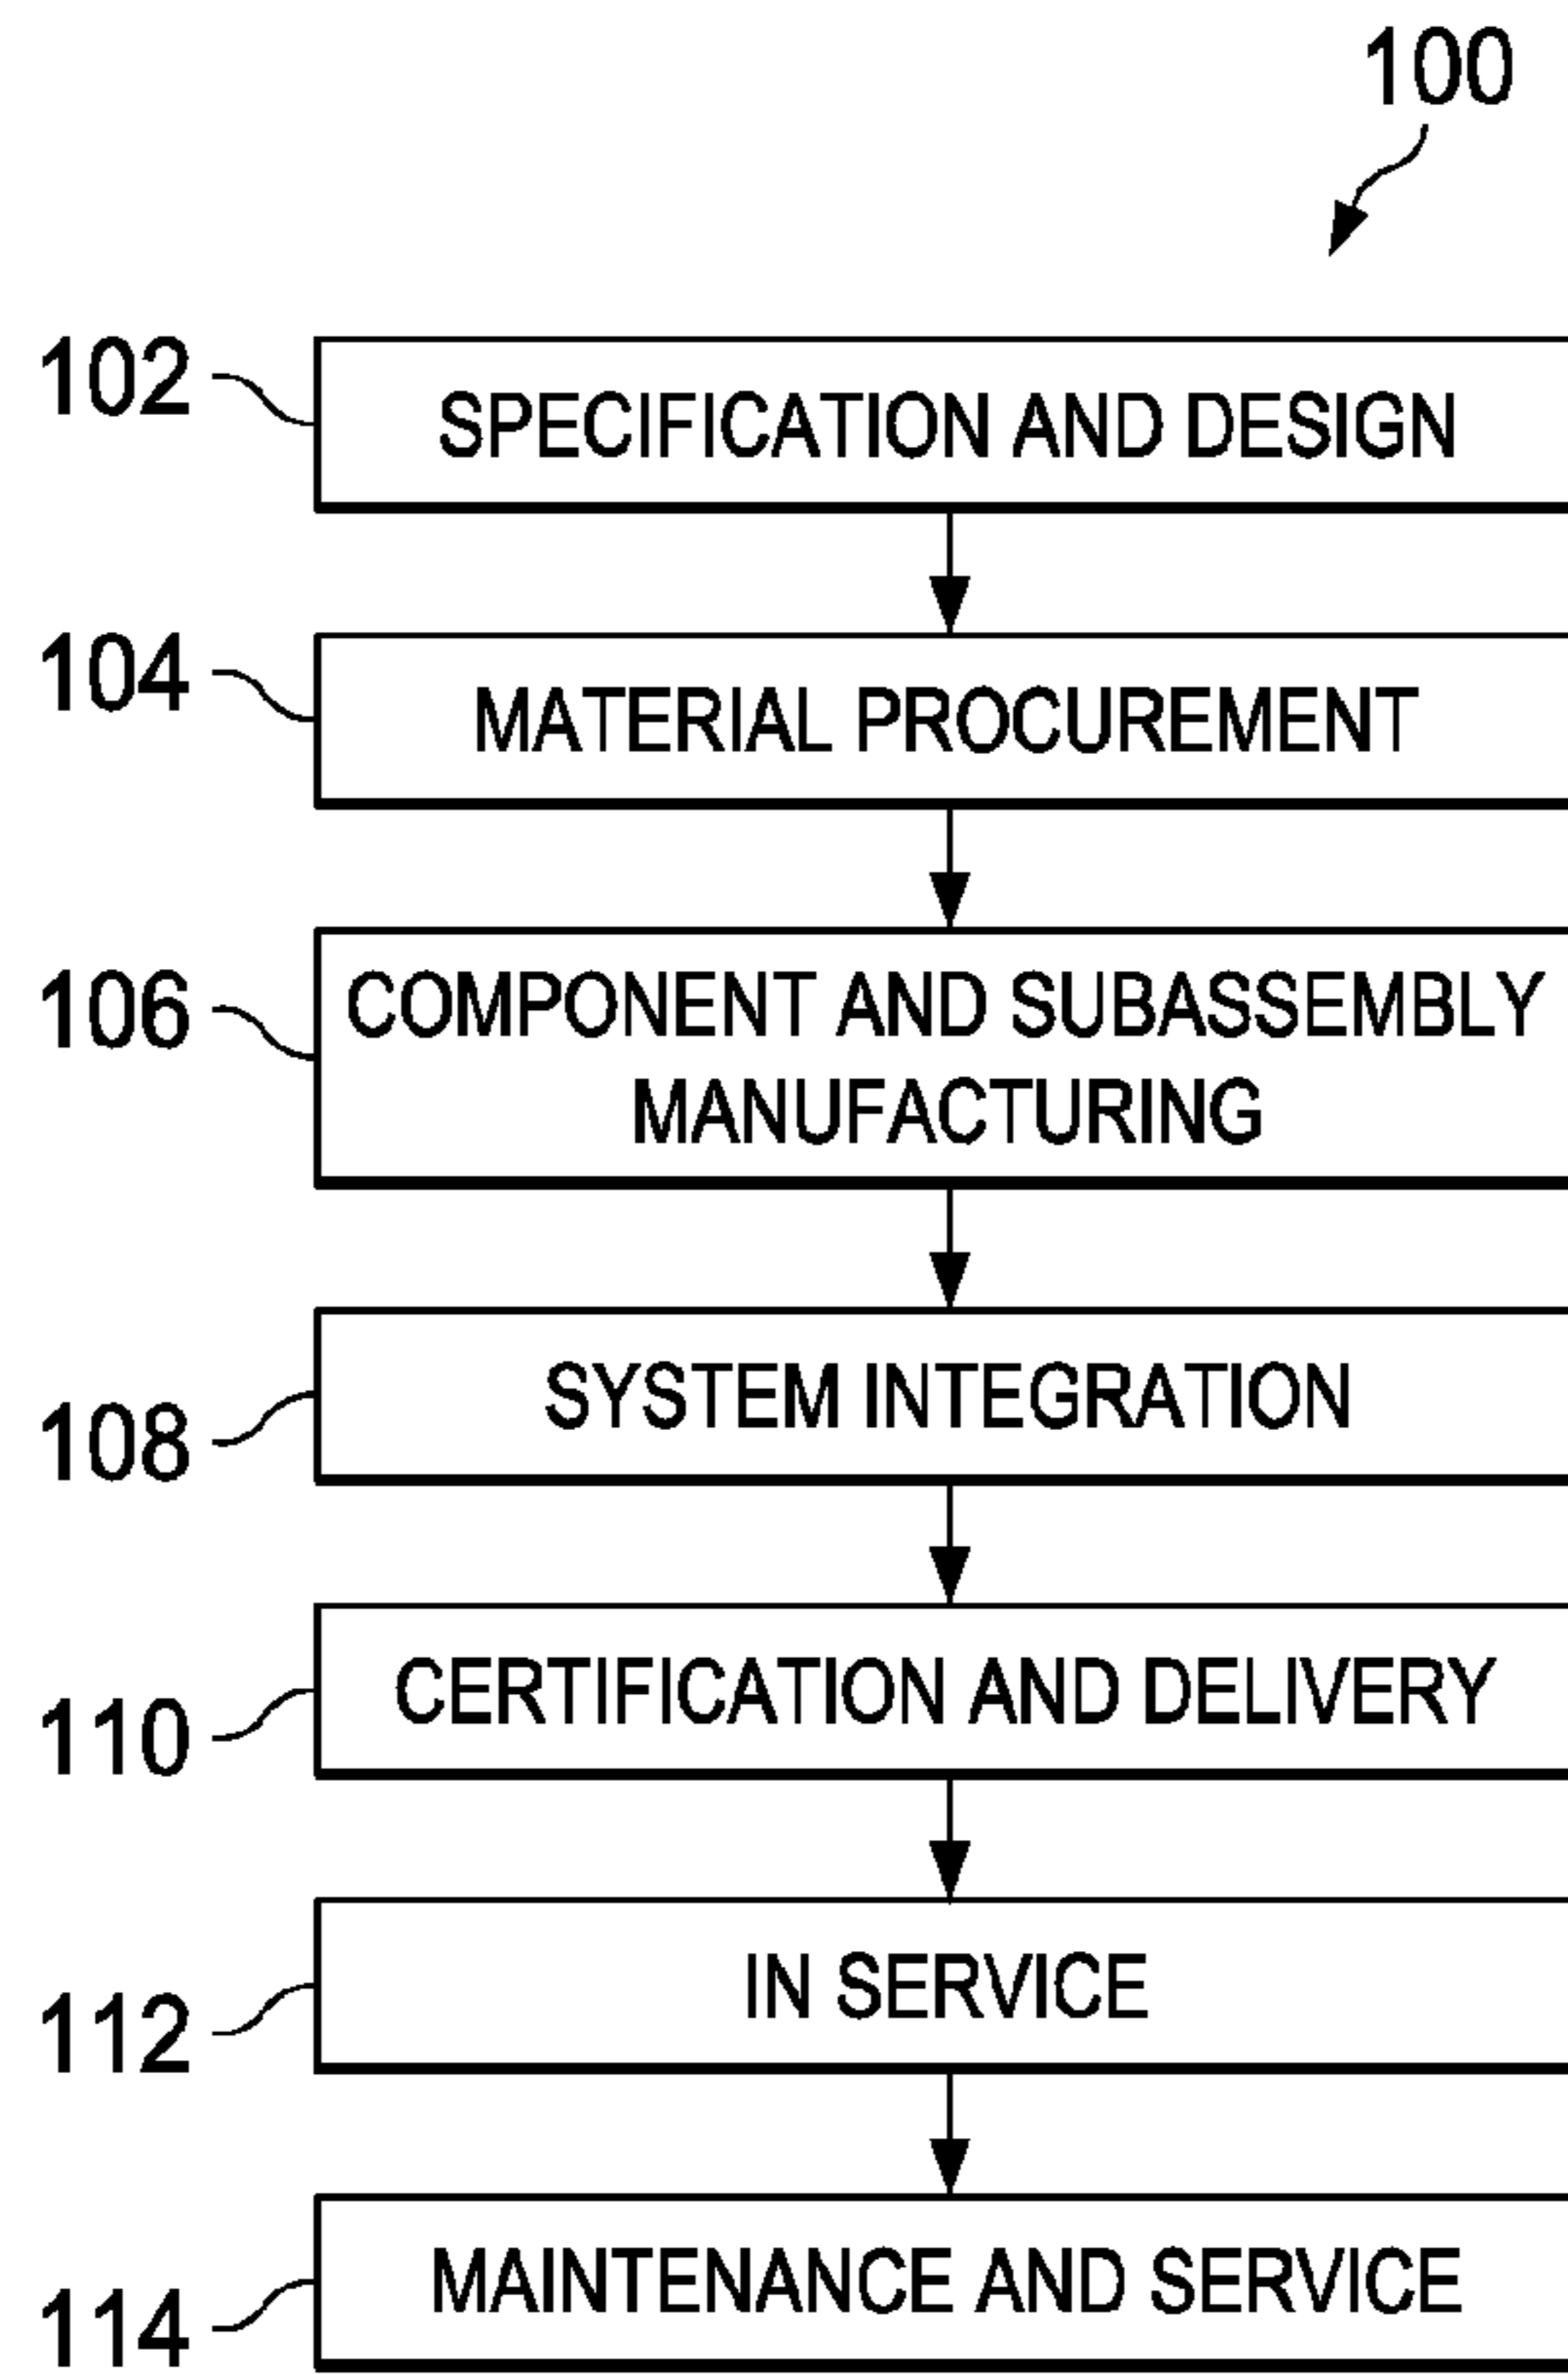 100
102
SPECIFICATION AND DESIGN
104
MATERIAL PROCUREMENT
106
COMPONENT AND SUBASSEMBLY
MANUFACTURING
108
SYSTEM INTEGRATION
110
CERTIFICATION AND DELIVERY
112
IN SERVICE
114
MAINTENANCE AND SERVICE